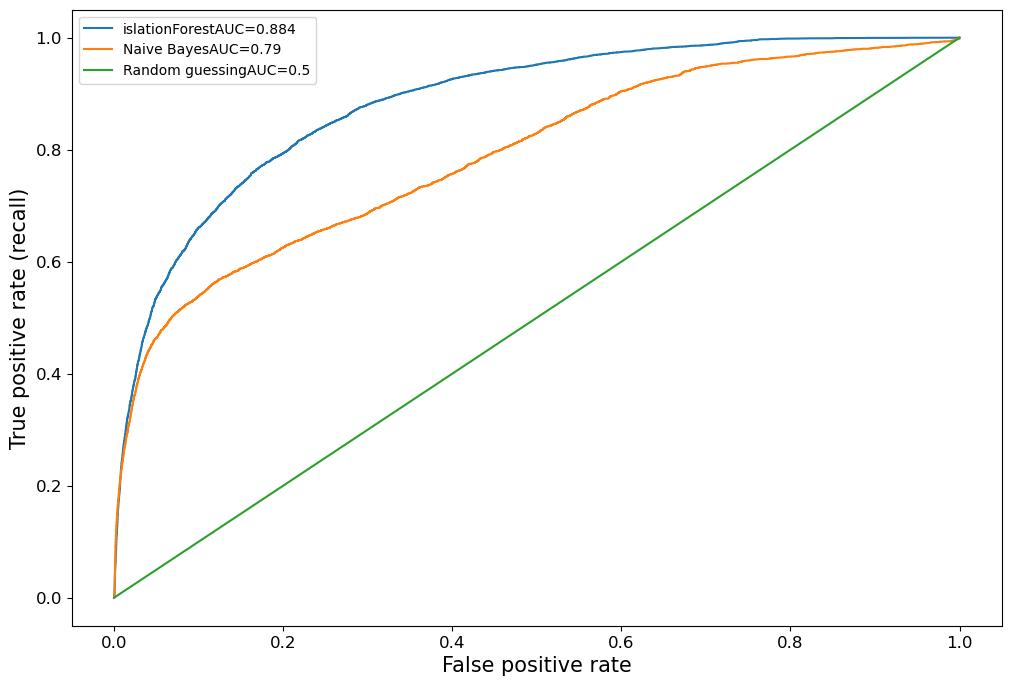 islationForestAUC=0.884
Naive BayesAUC=0.79
Random guessingAUC=0.5
True positive rate (recall)
1.0
0.8
0.6
0.4
0.2
0.0
0.0 0.2 0.4 0.6 0.8 1.0
False positive rate